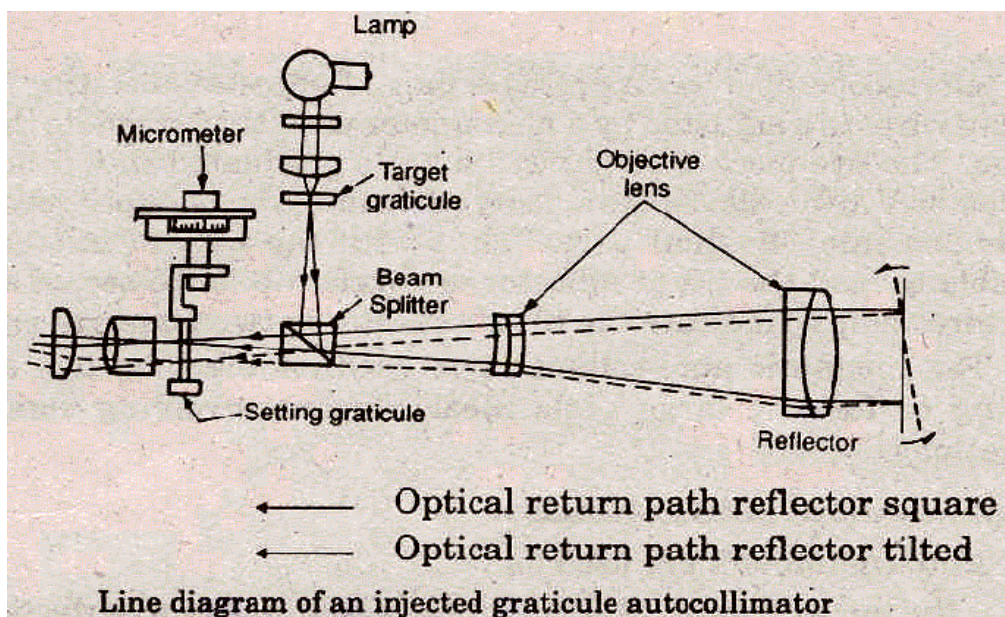 Lamp
Micrometer
Target
graticule
Objective
lens
Beam
Splitter
Setting graticule
Reflector
Optical return path reflector square
Optical return path reflector tilted
Line diagram of an injected graticule autocollimator